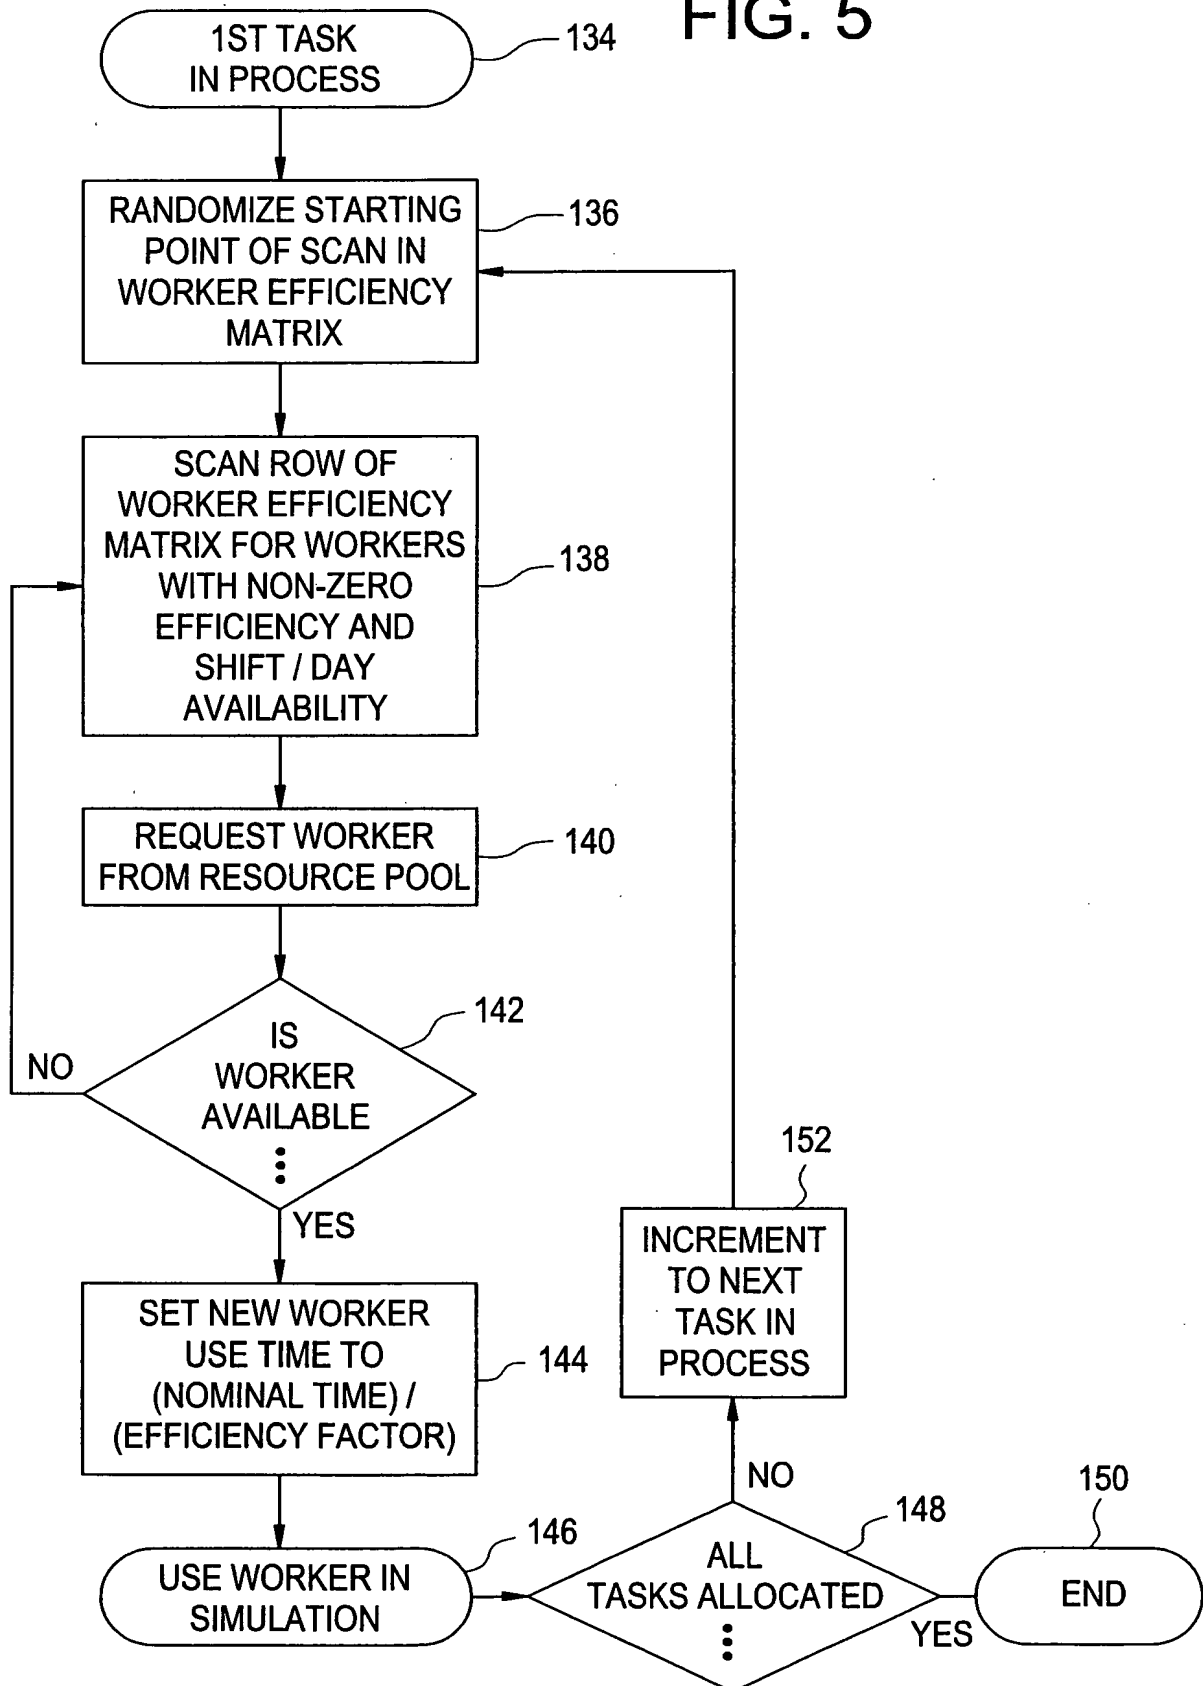 FIG. 5
1ST TASK
IN PROCESS
134
RANDOMIZE STARTING
POINT OF SCAN IN
WORKER EFFICIENCY
MATRIX
136
SCAN ROW OF
WORKER EFFICIENCY
MATRIX FOR WORKERS
WITH NON-ZERO
EFFICIENCY AND
SHIFT / DAY
AVAILABILITY
138
REQUEST WORKER
FROM RESOURCE POOL
140
IS
WORKER
AVAILABLE
142
NO
YES
SET NEW WORKER
USE TIME TO
(NOMINAL TIME) /
(EFFICIENCY FACTOR)
144
USE WORKER IN
SIMULATION
146
ALL
TASKS ALLOCATED
148
NO
YES
INCREMENT
TO NEXT
TASK IN
PROCESS
152
END
150